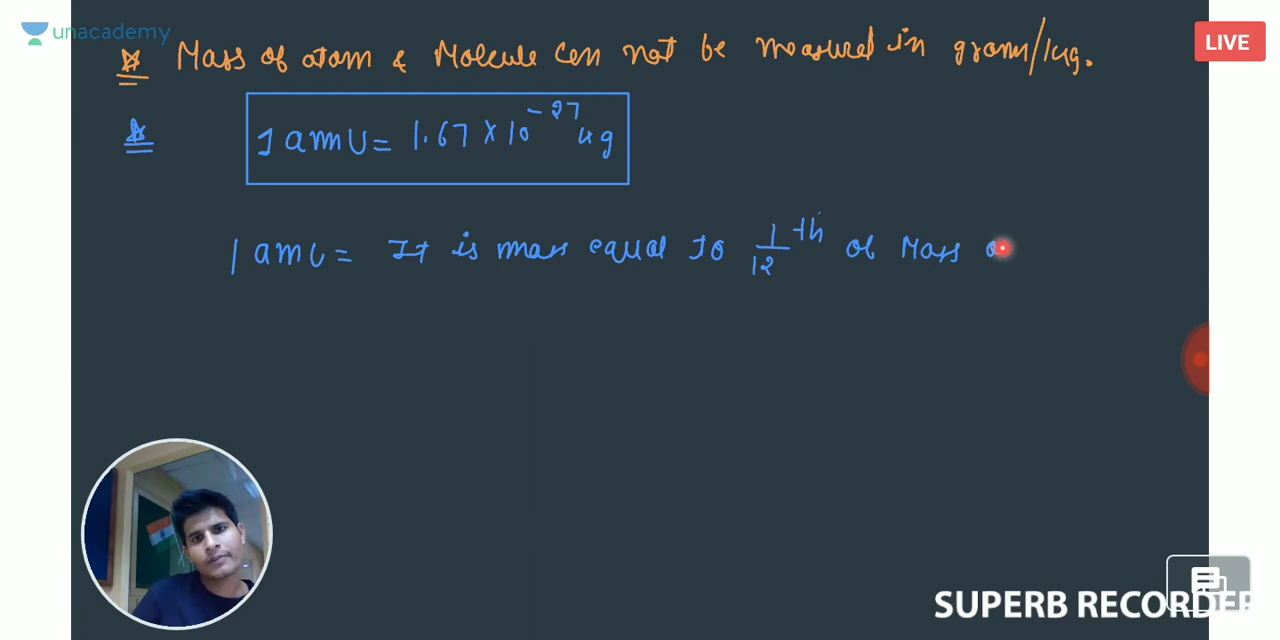 unacademy
LIVE
Mass of atom & Molcule Can not be measured in gram/kg.
1 amU = 1.67 × 10⁻²⁷ kg
1 amU = It is mass equal to 1/12 th of Mass o
SUPERB RECORDER